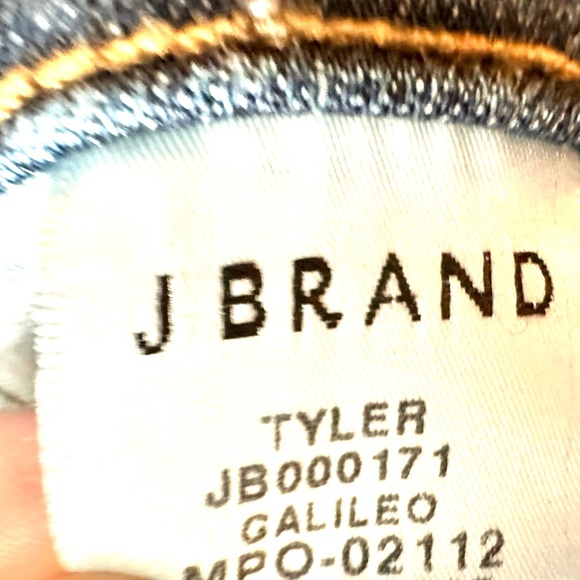 J BRAND
TYLER
JB000171
GALILEO
MPO-02112